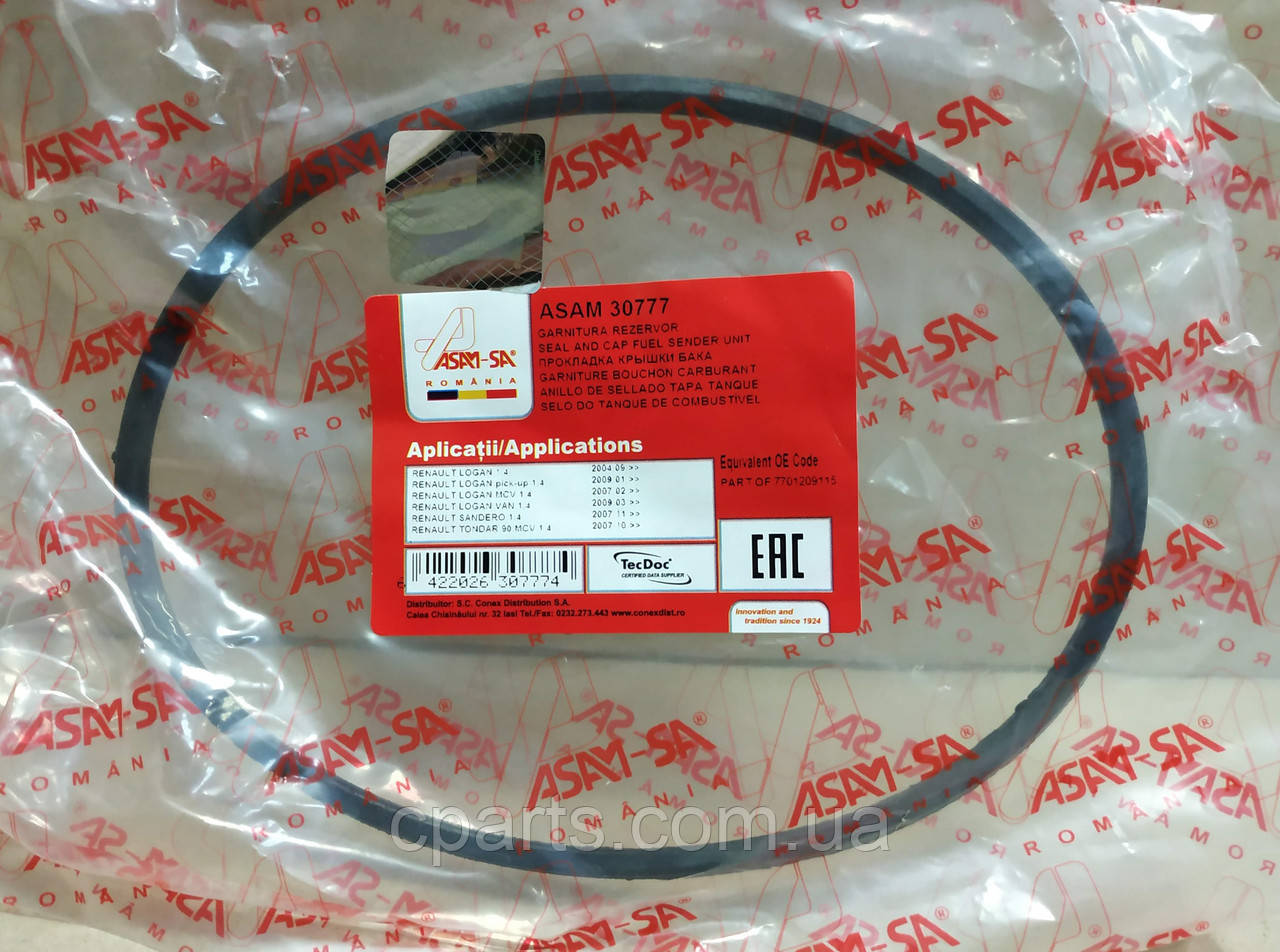 ASAM-SA®
ROMÂNIA
ASAM 30777
GARNITURA REZERVOR
SEAL AND CAP FUEL SENDER UNIT
ПРОКЛАДКА КРЫШКИ БАКА
GARNITURE BOUCHON CARBURANT
ANILLO DE SELLADO TAPA TANQUE
SELO DO TANQUE DE COMBUSTÍVEL
Aplicații/Applications
RENAULT LOGAN 1.4 2004.09 >>
RENAULT LOGAN pick-up 1.4 2009.01 >>
RENAULT LOGAN MCV 1.4 2007.02 >>
RENAULT LOGAN VAN 1.4 2009.03 >>
RENAULT SANDERO 1.4 2007.11 >>
RENAULT TONDAR 90 MCV 1.4 2007.10 >>
Equivalent OE Code
PART OF 7701209115
422026 307774
TecDoc
CERTIFIED DATA SUPPLIER
EAC
Distribuitor: S.C. Conex Distribution S.A.
Calea Chisinăului nr. 32 Iasi Tel./Fax: 0232.273.443 www.conexdist.ro
Innovation and
tradition since 1924
cparts.com.ua